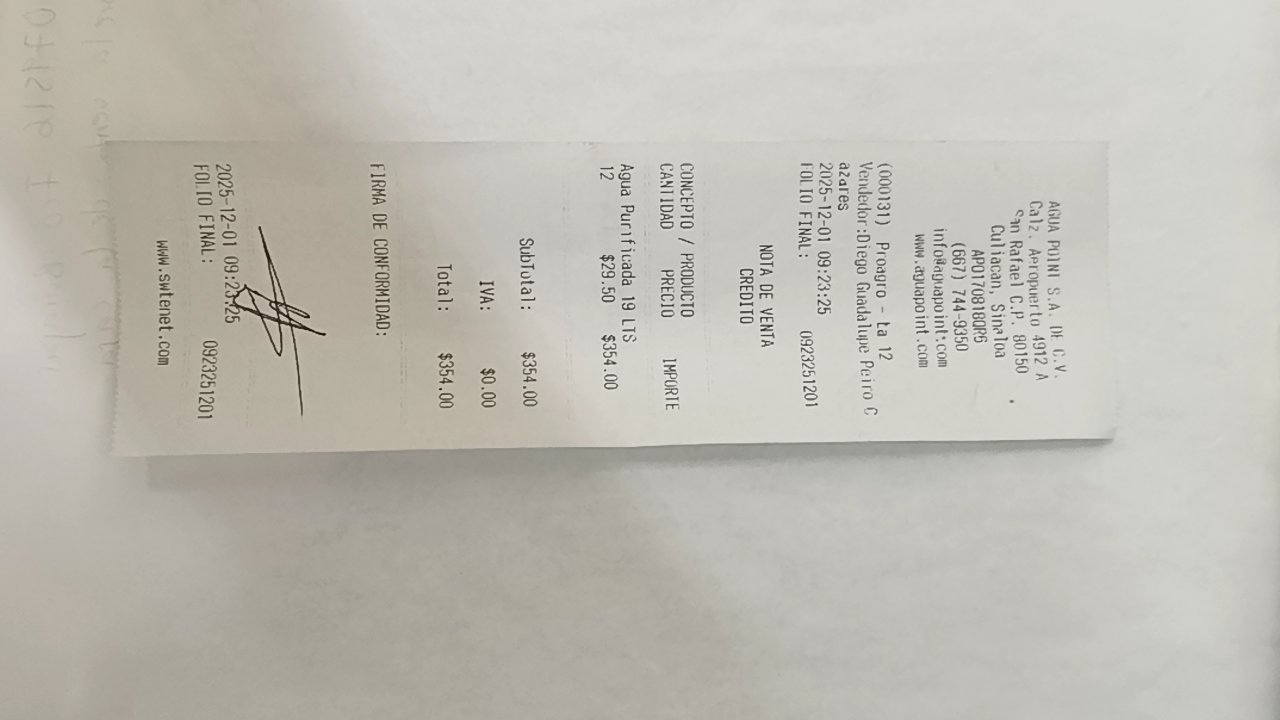 AGUA POINT S.A. DE C.V.
Calz. Aeropuerto 4912 A
San Rafael C.P. 80150
Culiacan, Sinaloa
APO170818QR6
(667) 744-9350
info@aguapoint.com
www.aguapoint.com
(000131) Proagro - ta 12
Vendedor:Diego Guadalupe Peiro C
azares
2025-12-01 09:23:25
FOLIO FINAL: 0923251201
NOTA DE VENTA
CREDITO
CONCEPTO / PRODUCTO
CANTIDAD PRECIO IMPORTE
Agua Purificada 19 LTS
12 $29.50 $354.00
SubTotal: $354.00
IVA: $0.00
Total: $354.00
FIRMA DE CONFORMIDAD:
2025-12-01 09:23:25
FOLIO FINAL: 0923251201
www.swlenet.com